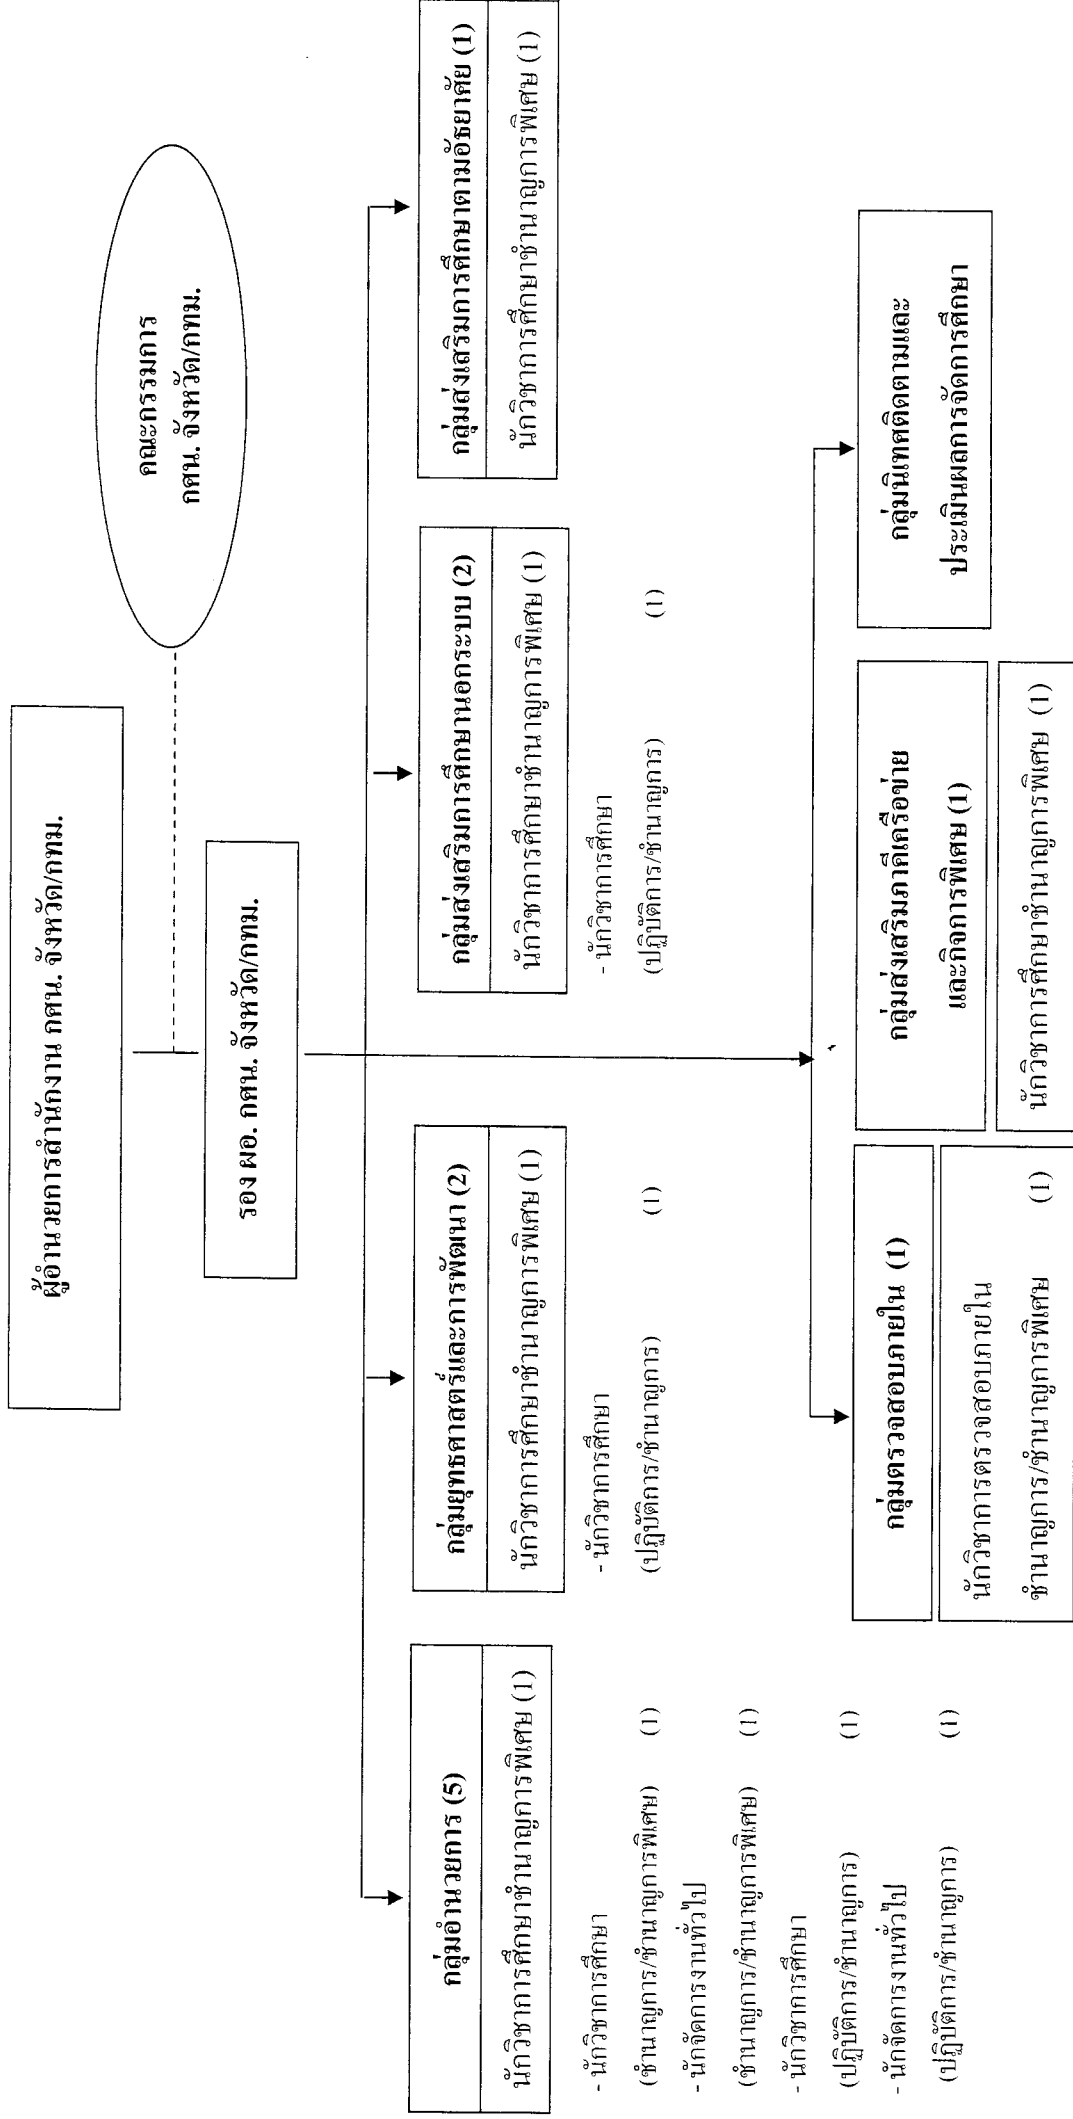 ผู้อำนวยการสำนักงาน กศน. จังหวัด/กทม.
คณะกรรมการ
กศน. จังหวัด/กทม.
รอง ผอ. กศน. จังหวัด/กทม.
กลุ่มอำนวยการ (5)
นักวิชาการศึกษาชำนาญการพิเศษ (1)
- นักวิชาการศึกษา
(ชำนาญการ/ชำนาญการพิเศษ) (1)
- นักจัดการงานทั่วไป
(ชำนาญการ/ชำนาญการพิเศษ) (1)
- นักวิชาการศึกษา
(ปฏิบัติการ/ชำนาญการ) (1)
- นักจัดการงานทั่วไป
(ปฏิบัติการ/ชำนาญการ) (1)
กลุ่มยุทธศาสตร์และการพัฒนา (2)
นักวิชาการศึกษาชำนาญการพิเศษ (1)
- นักวิชาการศึกษา
(ปฏิบัติการ/ชำนาญการ) (1)
กลุ่มส่งเสริมการศึกษานอกระบบ (2)
นักวิชาการศึกษาชำนาญการพิเศษ (1)
- นักวิชาการศึกษา
(ปฏิบัติการ/ชำนาญการ) (1)
กลุ่มส่งเสริมการศึกษาตามอัธยาศัย (1)
นักวิชาการศึกษาชำนาญการพิเศษ (1)
กลุ่มตรวจสอบภายใน (1)
นักวิชาการตรวจสอบภายใน
ชำนาญการ/ชำนาญการพิเศษ (1)
กลุ่มส่งเสริมภาคีเครือข่าย
และกิจการพิเศษ (1)
นักวิชาการศึกษาชำนาญการพิเศษ (1)
กลุ่มนิเทศติดตามและ
ประเมินผลการจัดการศึกษา